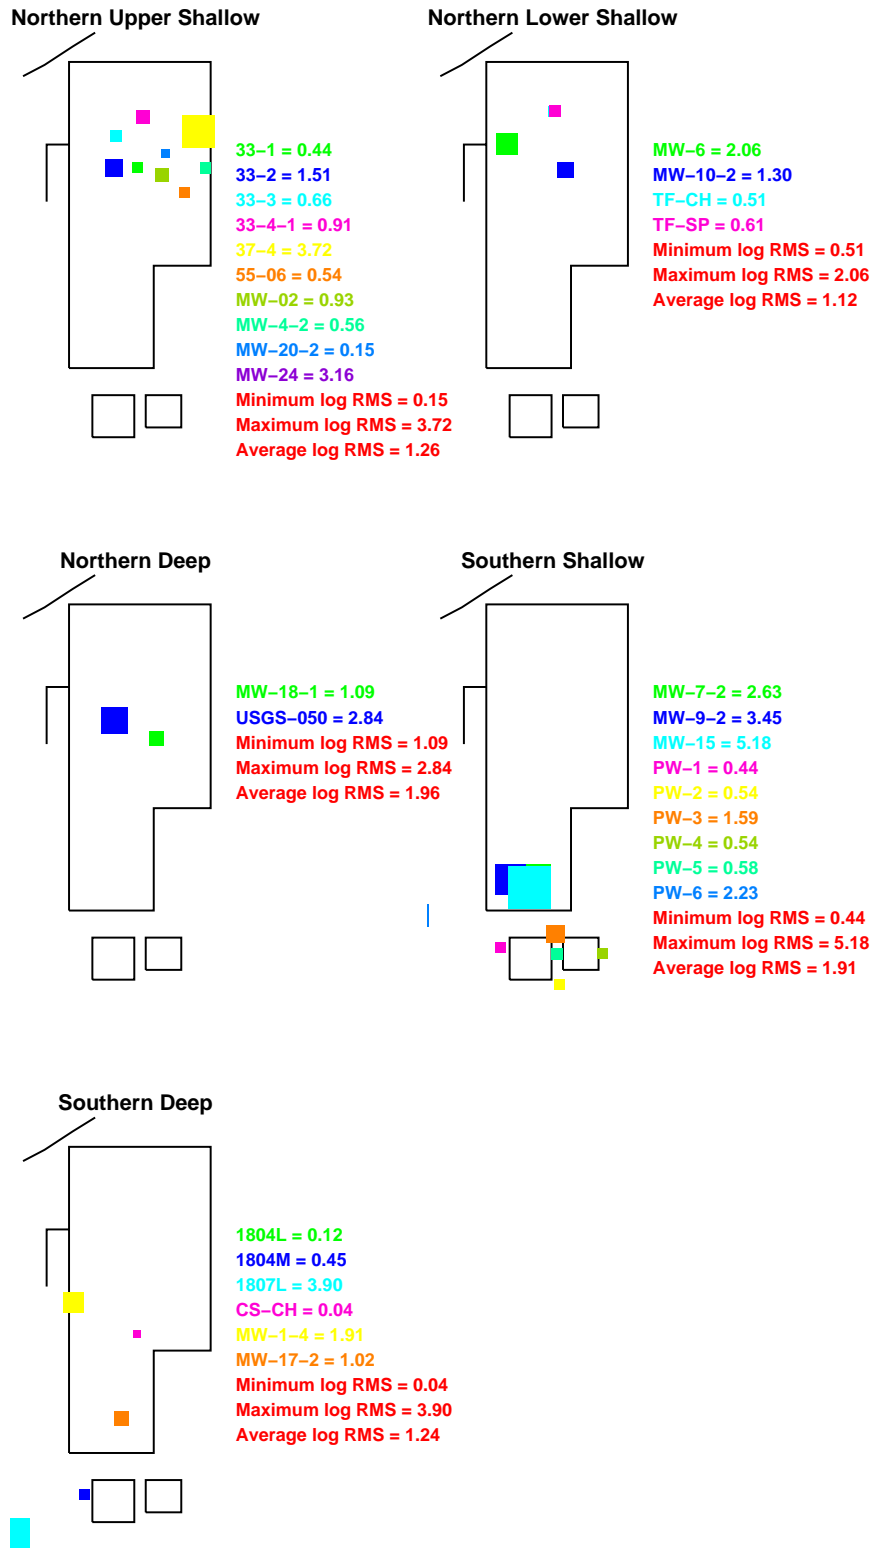 Northern Upper Shallow
33−1 = 0.44
33−2 = 1.51
33−3 = 0.66
33−4−1 = 0.91
37−4 = 3.72
55−06 = 0.54
MW−02 = 0.93
MW−4−2 = 0.56
MW−20−2 = 0.15
MW−24 = 3.16
Minimum log RMS = 0.15
Maximum log RMS = 3.72
Average log RMS = 1.26
Northern Lower Shallow
MW−6 = 2.06
MW−10−2 = 1.30
TF−CH = 0.51
TF−SP = 0.61
Minimum log RMS = 0.51
Maximum log RMS = 2.06
Average log RMS = 1.12
Northern Deep
MW−18−1 = 1.09
USGS−050 = 2.84
Minimum log RMS = 1.09
Maximum log RMS = 2.84
Average log RMS = 1.96
Southern Shallow
MW−7−2 = 2.63
MW−9−2 = 3.45
MW−15 = 5.18
PW−1 = 0.44
PW−2 = 0.54
PW−3 = 1.59
PW−4 = 0.54
PW−5 = 0.58
PW−6 = 2.23
Minimum log RMS = 0.44
Maximum log RMS = 5.18
Average log RMS = 1.91
Southern Deep
1804L = 0.12
1804M = 0.45
1807L = 3.90
CS−CH = 0.04
MW−1−4 = 1.91
MW−17−2 = 1.02
Minimum log RMS = 0.04
Maximum log RMS = 3.90
Average log RMS = 1.24